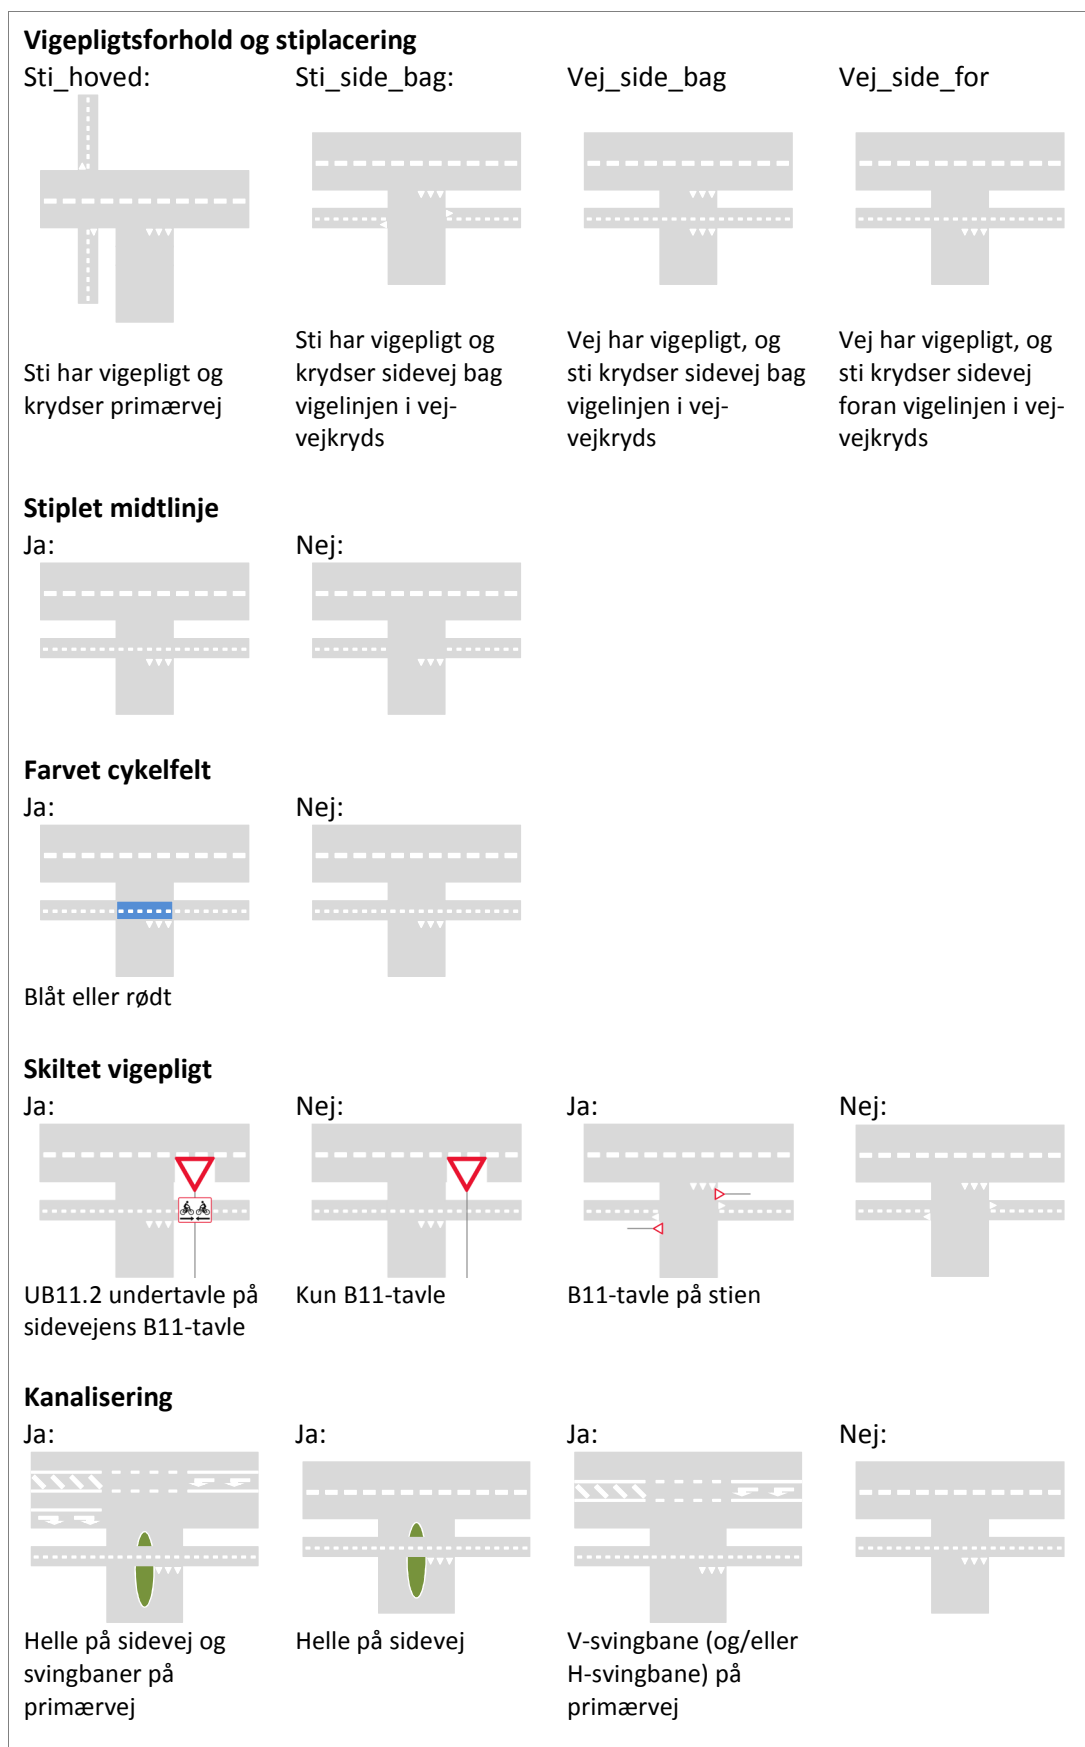 Vigepligtsforhold og stiplacering
Sti_hoved:
Sti_side_bag:
Vej_side_bag
Vej_side_for
Sti har vigepligt og
krydser primærvej
Sti har vigepligt og
krydser sidevej bag
vigelinjen i vej-
vejkryds
Vej har vigepligt, og
sti krydser sidevej bag
vigelinjen i vej-
vejkryds
Vej har vigepligt, og
sti krydser sidevej
foran vigelinjen i vej-
vejkryds
Stiplet midtlinje
Ja:
Nej:
Farvet cykelfelt
Ja:
Nej:
Blåt eller rødt
Skiltet vigepligt
Ja:
Nej:
Ja:
Nej:
UB11.2 undertavle på
sidevejens B11-tavle
Kun B11-tavle
B11-tavle på stien
Kanalisering
Ja:
Ja:
Ja:
Nej:
Helle på sidevej og
svingbaner på
primærvej
Helle på sidevej
V-svingbane (og/eller
H-svingbane) på
primærvej